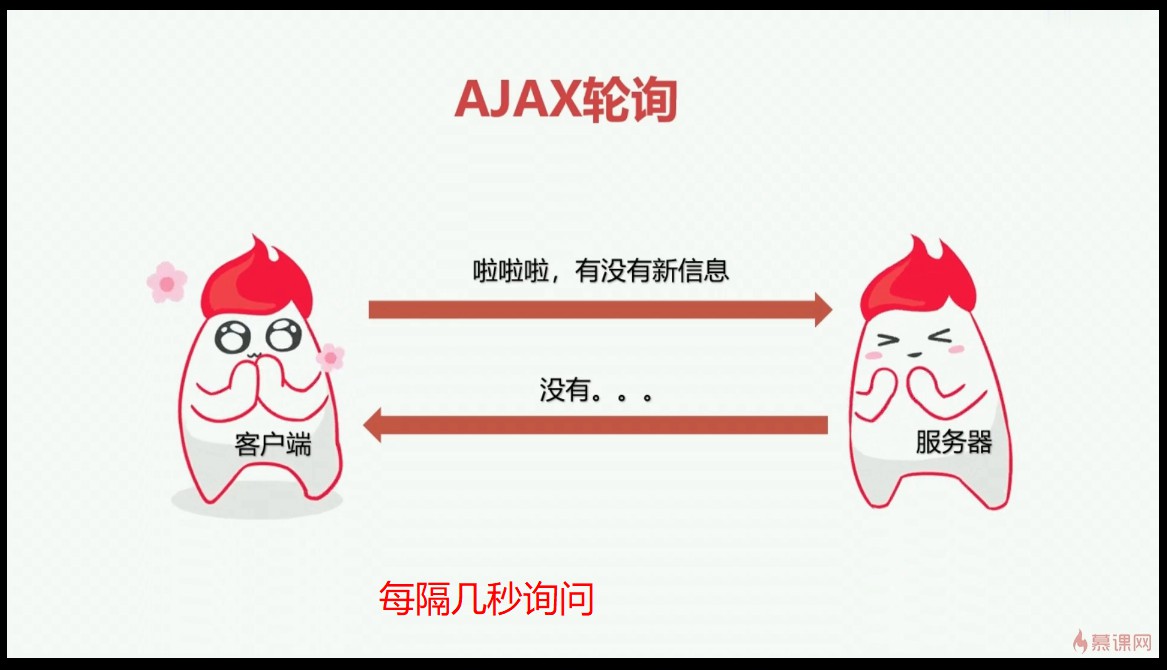 AJAX轮询
啦啦啦，有没有新信息
没有。。。
客户端
服务器
每隔几秒询问
慕课网